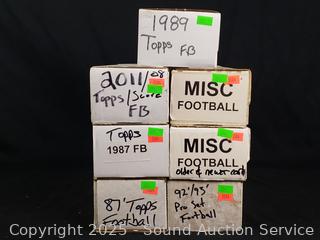 1989
Topps FB
2011/08
Topps/Score
FB
MISC
FOOTBALL
Topps
1987 FB
MISC
FOOTBALL
older & newer cards
87' Topps
Football
92'/93'
Pro Set
Football
Copyright 2025 - Sound Auction Service